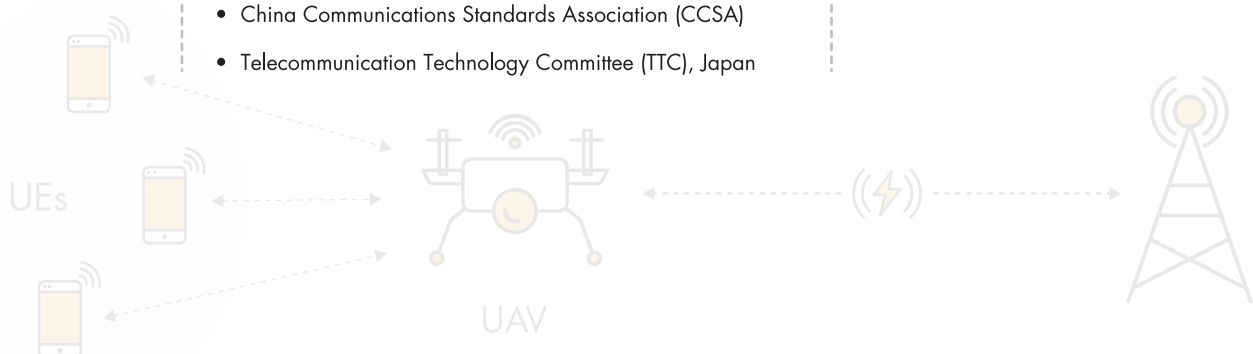 • China Communications Standards Association (CCSA)
• Telecommunication Technology Committee (TTC), Japan
UEs
UAV